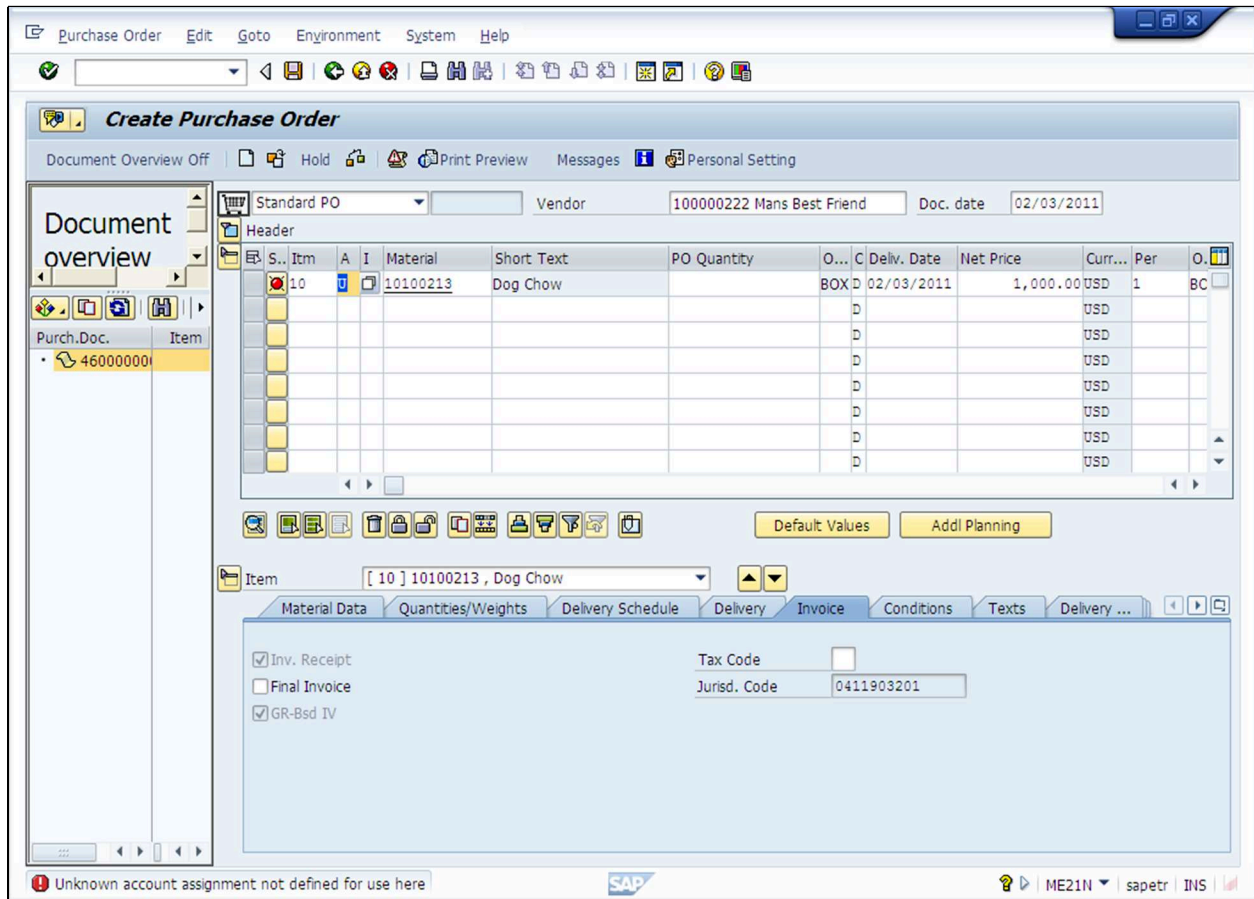 Purchase Order Edit Goto Environment System Help
Create Purchase Order
Document Overview Off Hold Print Preview Messages Personal Setting
Document overview
Standard PO Vendor 100000222 Mans Best Friend Doc. date 02/03/2011
Header
S.. Itm A I Material Short Text PO Quantity O... C Deliv. Date Net Price Curr... Per O.
10 U 10100213 Dog Chow BOX D 02/03/2011 1,000.00 USD 1 BO
D USD
D USD
D USD
D USD
D USD
D USD
D USD
Purch.Doc. Item
46000000
Default Values Addl Planning
Item [ 10 ] 10100213 , Dog Chow
Material Data Quantities/Weights Delivery Schedule Delivery Invoice Conditions Texts Delivery ...
Inv. Receipt Tax Code
Final Invoice Jurisd. Code 0411903201
GR-Bsd IV
Unknown account assignment not defined for use here SAP ME21N sapetr INS